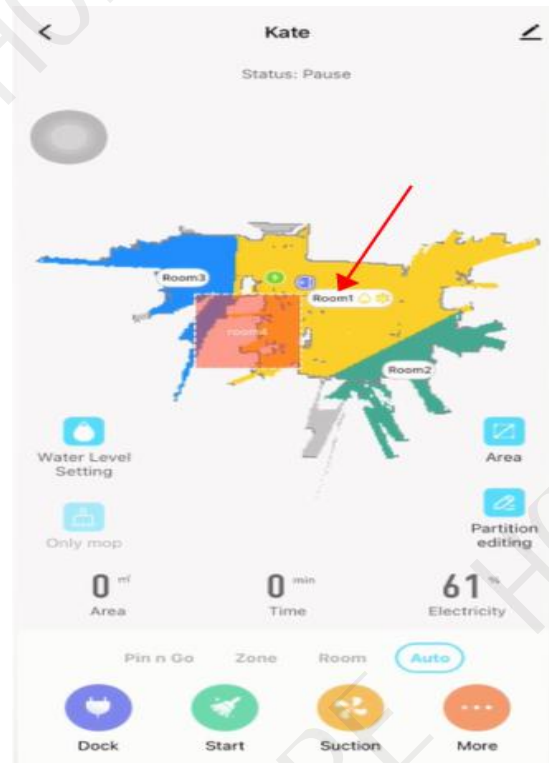 Kate
Status: Pause
Room3
Room1
room4
Room2
Water Level
Setting
Area
Only mop
Partition
editing
0 ㎡
0 min
61 %
Area
Time
Electricity
Pin n Go
Zone
Room
Auto
Dock
Start
Suction
More